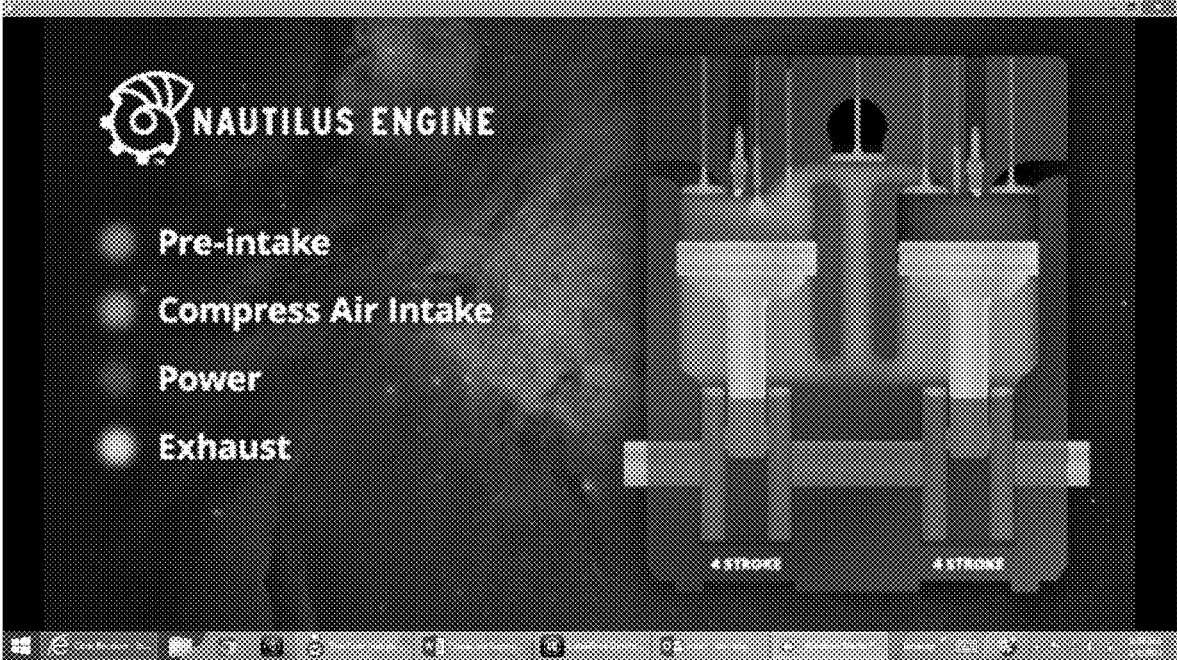 NAUTILUS ENGINE
Pre-intake
Compress Air Intake
Power
Exhaust
4 STROKE
4 STROKE